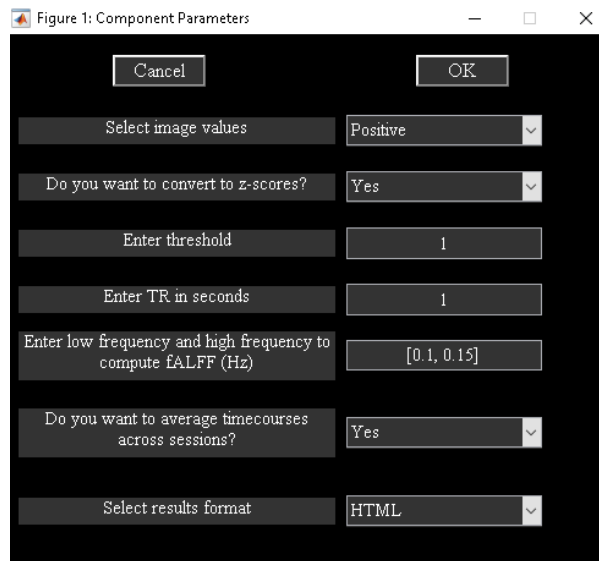 Figure 1: Component Parameters
Cancel OK
Select image values Positive
Do you want to convert to z-scores? Yes
Enter threshold 1
Enter TR in seconds 1
Enter low frequency and high frequency to
compute fALFF (Hz) [0.1, 0.15]
Do you want to average timecourses
across sessions? Yes
Select results format HTML